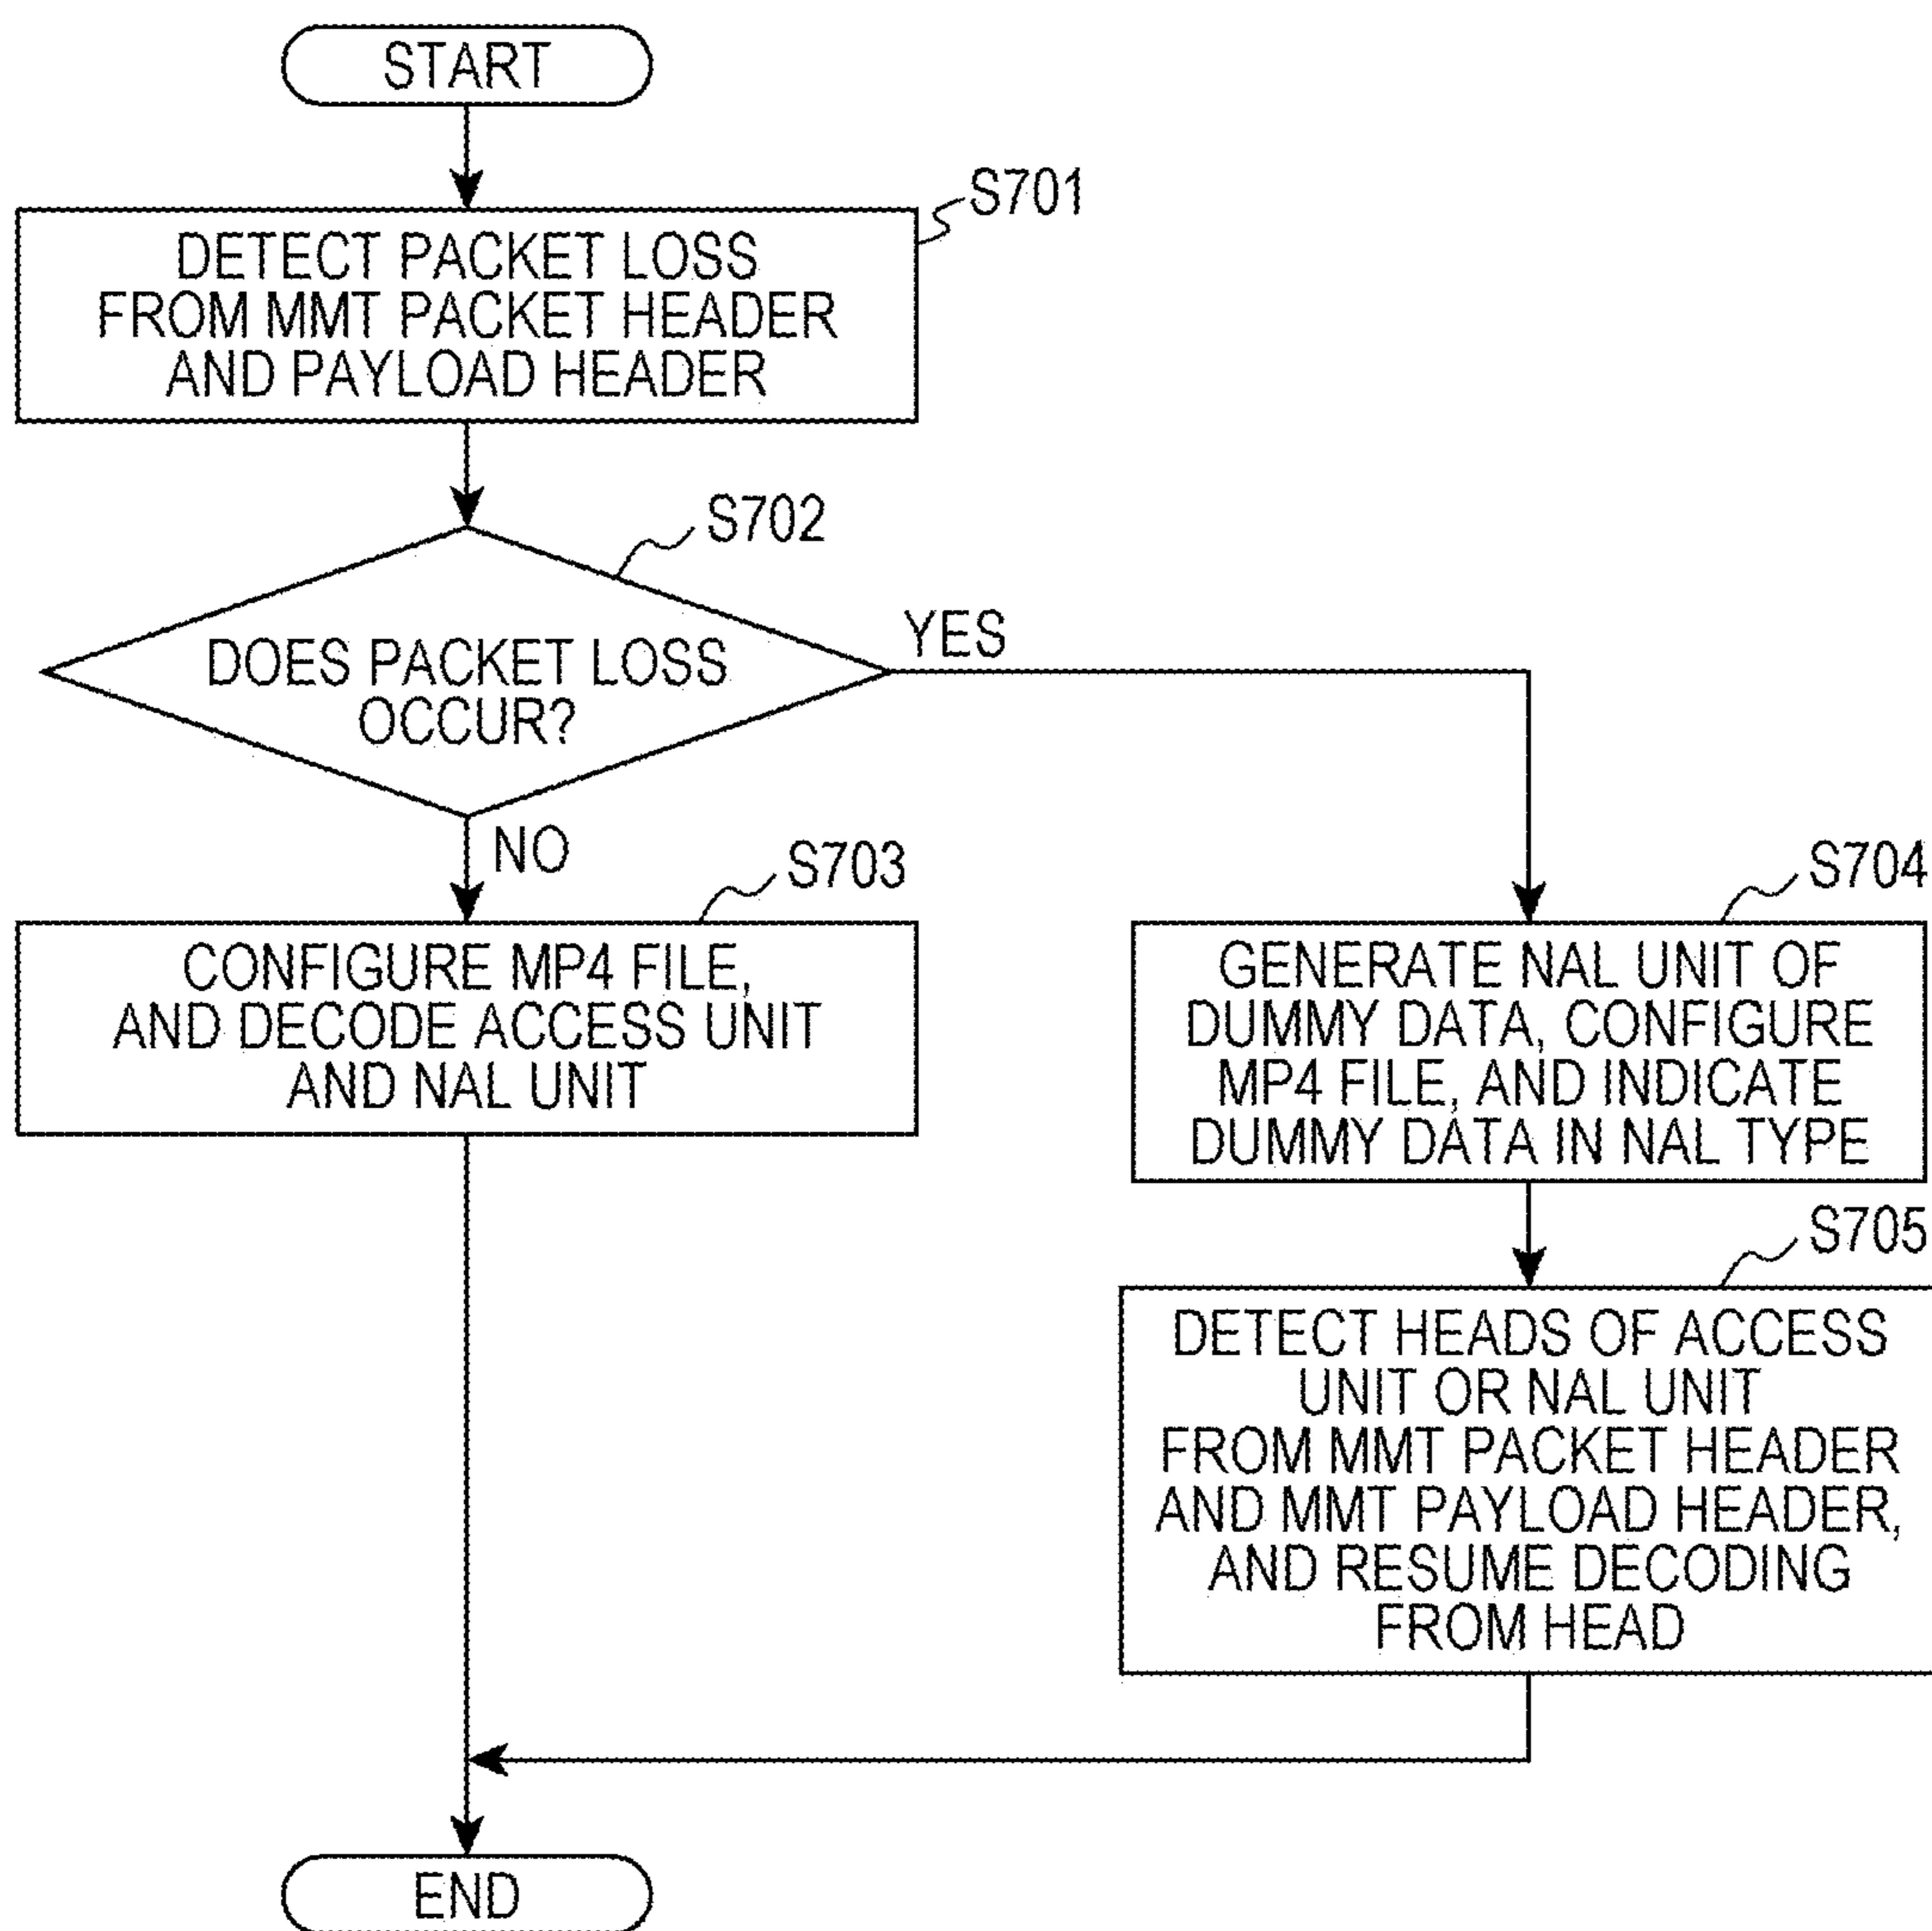 START
S701
DETECT PACKET LOSS
FROM MMT PACKET HEADER
AND PAYLOAD HEADER
S702
DOES PACKET LOSS
OCCUR?
YES
NO
S703
CONFIGURE MP4 FILE,
AND DECODE ACCESS UNIT
AND NAL UNIT
S704
GENERATE NAL UNIT OF
DUMMY DATA, CONFIGURE
MP4 FILE, AND INDICATE
DUMMY DATA IN NAL TYPE
S705
DETECT HEADS OF ACCESS
UNIT OR NAL UNIT
FROM MMT PACKET HEADER
AND MMT PAYLOAD HEADER,
AND RESUME DECODING
FROM HEAD
END